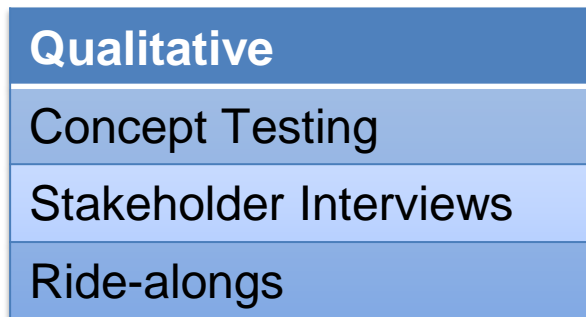 Qualitative
Concept Testing
Stakeholder Interviews
Ride-alongs